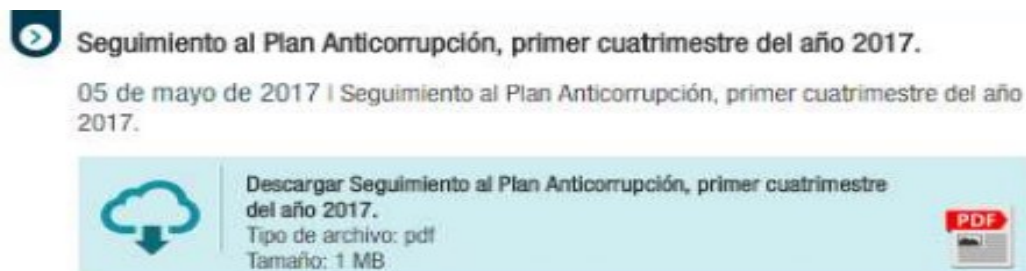 Seguimiento al Plan Anticorrupción, primer cuatrimestre del año 2017.
05 de mayo de 2017 | Seguimiento al Plan Anticorrupción, primer cuatrimestre del año
2017.
Descargar Seguimiento al Plan Anticorrupción, primer cuatrimestre
del año 2017.
Tipo de archivo: pdf
PDF
Tamaño: 1 MB